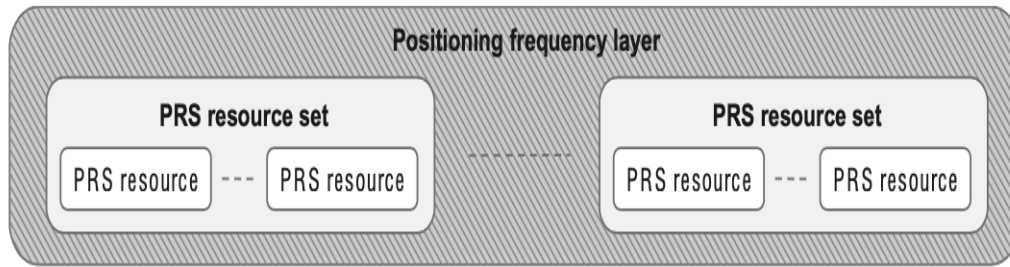 Positioning frequency layer
PRS resource set PRS resource set
PRS resource PRS resource PRS resource PRS resource